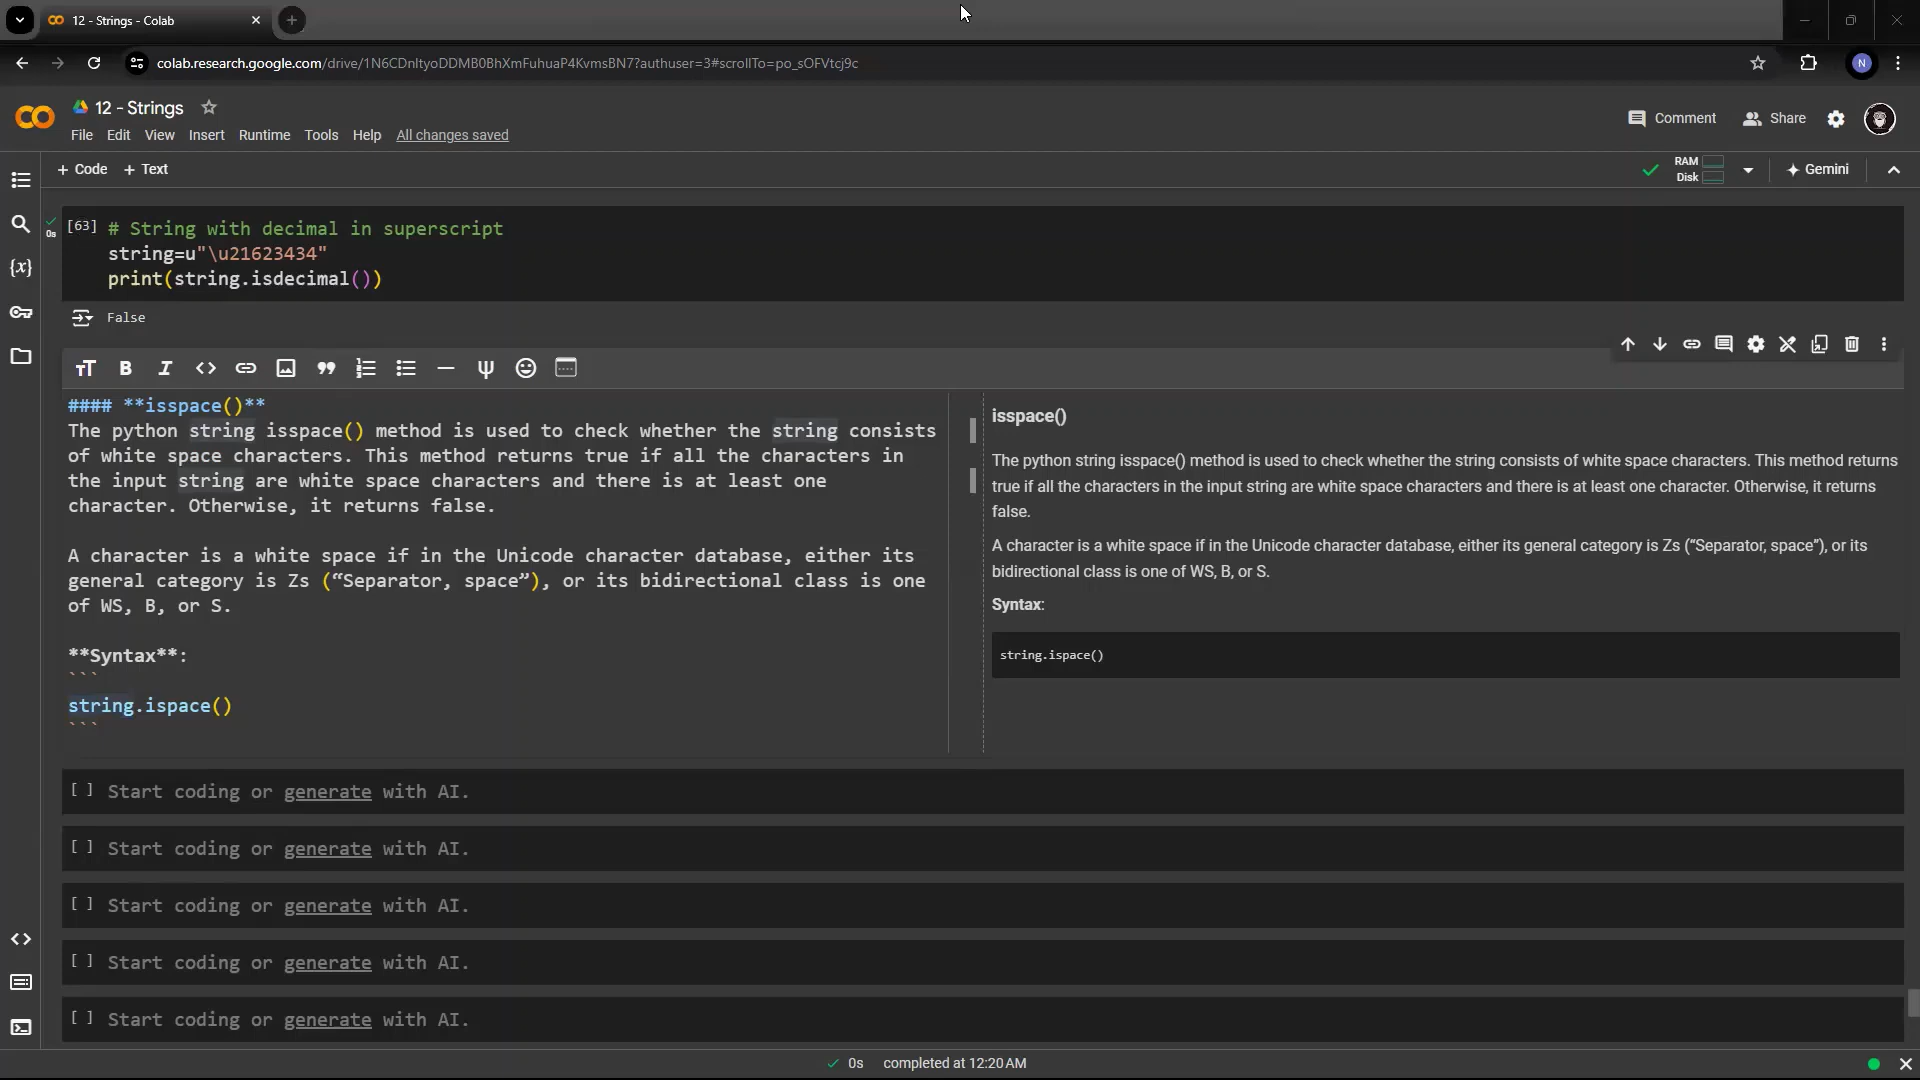 12 - Strings - Colab
colab.research.google.com/drive/1N6CDnItyoDDMB0BhXmFuhuaP4KvmsBN7?authuser=3#scrollTo=po_sOFVtcj9c
N
12 - Strings
File Edit View Insert Runtime Tools Help All changes saved
Comment Share
+ Code + Text
RAM
Disk
Gemini
[63] # String with decimal in superscript
0s
string=u"\u21623434"
print(string.isdecimal())
False
#### **isspace()**
The python string isspace() method is used to check whether the string consists
of white space characters. This method returns true if all the characters in
the input string are white space characters and there is at least one
character. Otherwise, it returns false.
A character is a white space if in the Unicode character database, either its
general category is Zs (“Separator, space”), or its bidirectional class is one
of WS, B, or S.
**Syntax**:
```
string.ispace()
```
isspace()
The python string isspace() method is used to check whether the string consists of white space characters. This method returns
true if all the characters in the input string are white space characters and there is at least one character. Otherwise, it returns
false.
A character is a white space if in the Unicode character database, either its general category is Zs (“Separator, space”), or its
bidirectional class is one of WS, B, or S.
Syntax:
string.ispace()
[ ] Start coding or generate with AI.
[ ] Start coding or generate with AI.
[ ] Start coding or generate with AI.
[ ] Start coding or generate with AI.
[ ] Start coding or generate with AI.
0s completed at 12:20 AM